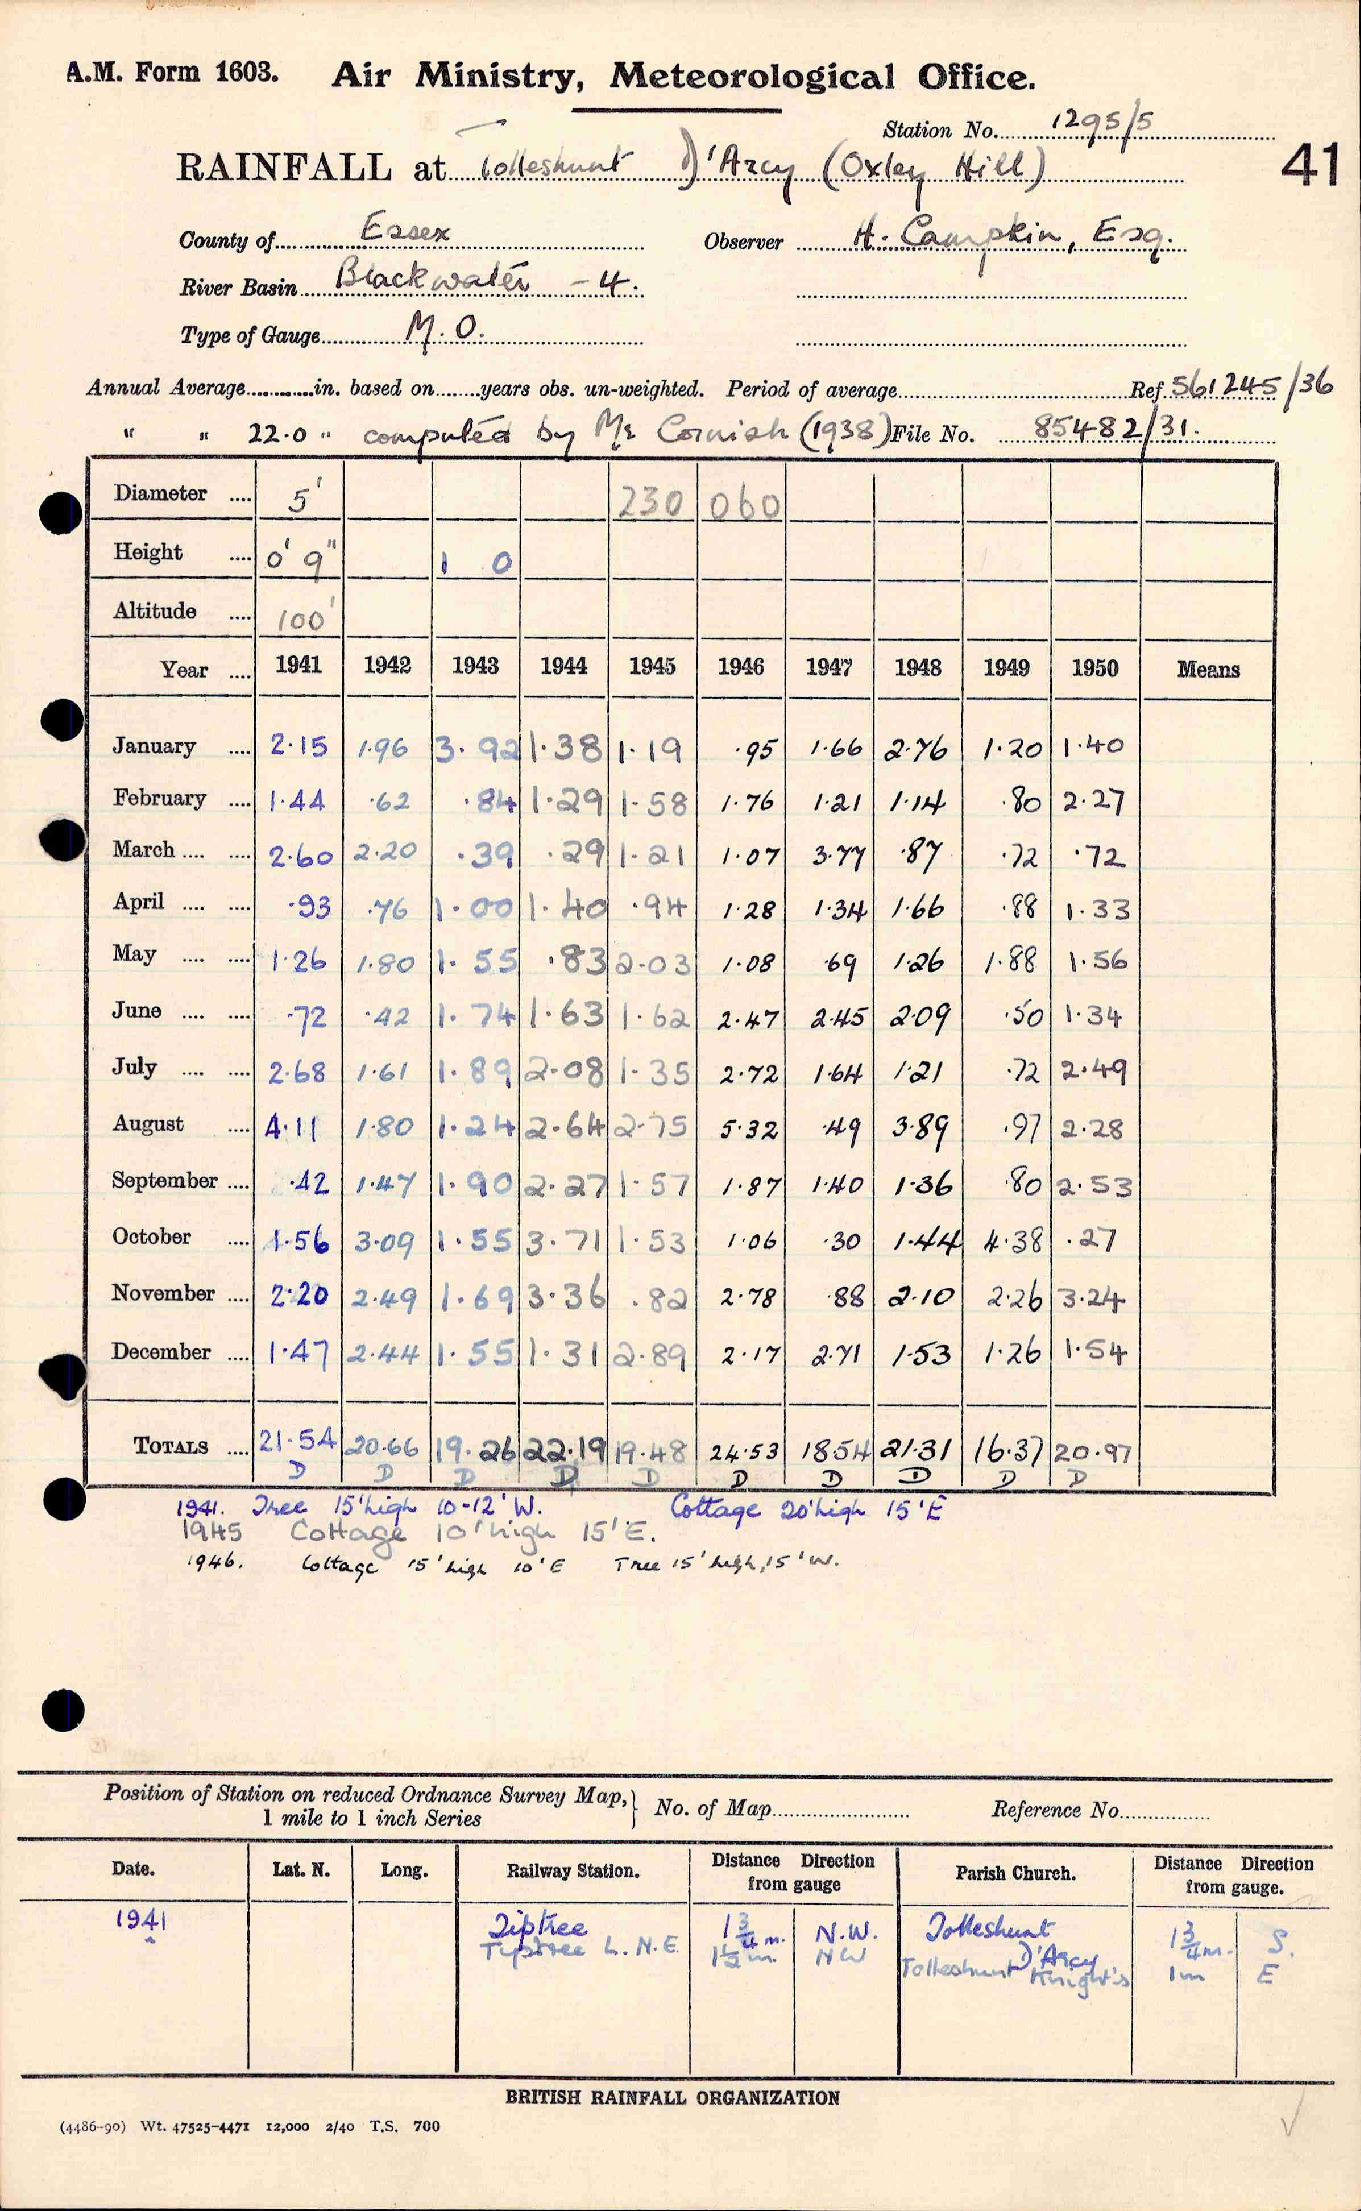 A.M. Form 1603. Air Ministry, Meteorological Office.
Station No. 1295/5
41
RAINFALL at Tolleshunt D'Arcy (Oxley Hill)
County of Essex Observer H. Campkin, Esq.
River Basin Blackwater - 4.
Type of Gauge M.O.
Annual Average in. based on years obs. un-weighted. Period of average Ref 561245/36
" " 22.0 " computed by Mr Cornish (1938) File No. 85482/31.
Diameter .... 5' 230 060
Height .... 0' 9" 1 0
Altitude .... 100'
Year .... 1941 1942 1943 1944 1945 1946 1947 1948 1949 1950 Means
January .... 2.15 1.96 3.92 1.38 1.19 .95 1.66 2.76 1.20 1.40
February .... 1.44 .62 .84 1.29 1.58 1.76 1.21 1.14 .80 2.27
March .... .... 2.60 2.20 .39 .29 1.21 1.07 3.77 .87 .72 .72
April .... .... .93 .76 1.00 1.40 .94 1.28 1.34 1.66 .88 1.33
May .... .... 1.26 1.80 1.55 .83 2.03 1.08 .69 1.26 1.88 1.56
June .... .... .72 .42 1.74 1.63 1.62 2.47 2.45 2.09 .50 1.34
July .... .... 2.68 1.61 1.89 2.08 1.35 2.72 1.64 1.21 .72 2.49
August .... 4.11 1.80 1.24 2.64 2.75 5.32 .49 3.89 .97 2.28
September .... .42 1.47 1.90 2.27 1.57 1.87 1.40 1.36 .80 2.53
October .... 1.56 3.09 1.55 3.71 1.53 1.06 .30 1.44 4.38 .27
November .... 2.20 2.49 1.69 3.36 .82 2.78 .88 2.10 2.26 3.24
December .... 1.47 2.44 1.55 1.31 2.89 2.17 2.71 1.53 1.26 1.54
TOTALS .... 21.54 20.66 19.26 22.19 19.48 24.53 18.54 21.31 16.37 20.97
D D D D D D D D D D
1941. Tree 15' high 10-12' W. Cottage 20' high 15' E
1945 Cottage 10' high 15' E.
1946. Cottage 15' high 10' E Tree 15' high, 15' W.
Position of Station on reduced Ordnance Survey Map, 1 mile to 1 inch Series } No. of Map Reference No.
Date. Lat. N. Long. Railway Station. Distance Direction from gauge Parish Church. Distance Direction from gauge.
1941 Tiptree 1 3/4 m. N.W. Tolleshunt D'Arcy 1 3/4 m. S.
Tiptree L.N.E. 1 1/2 m. NW Tolleshunt Knight's 1m E
BRITISH RAINFALL ORGANIZATION
(4486-90) Wt. 47525-4471 12,000 2/40 T.S. 700